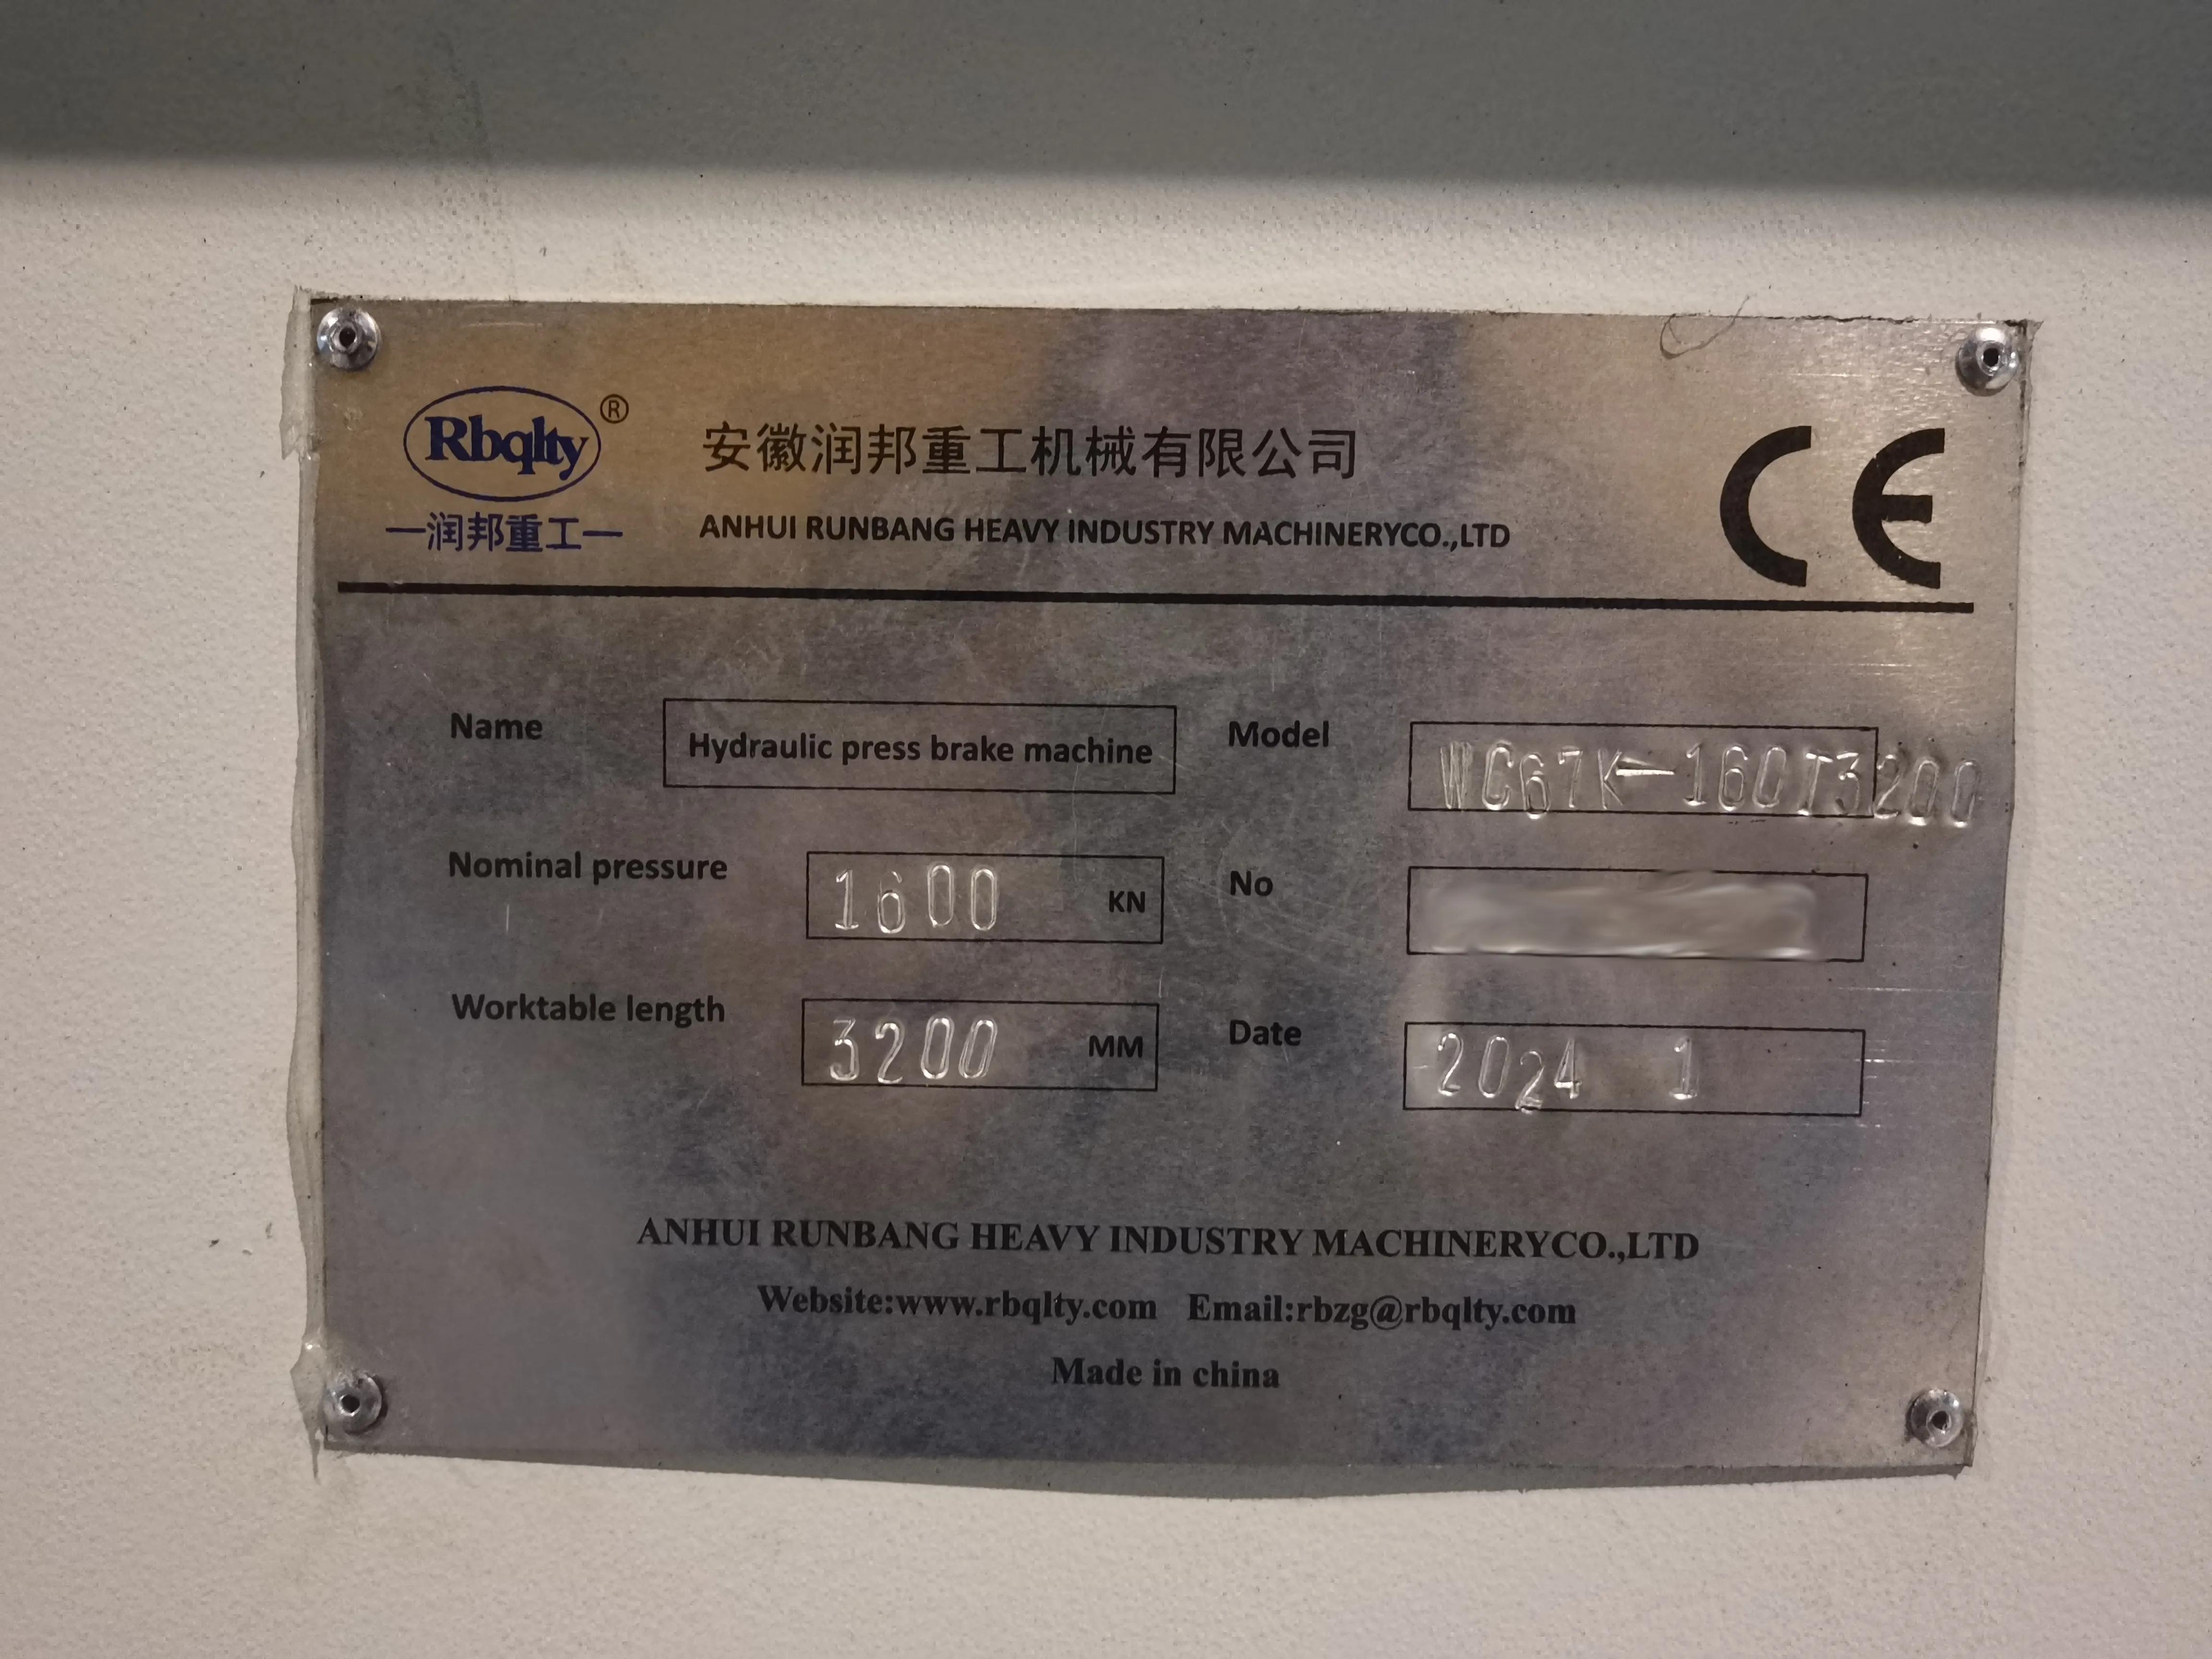 Rbqlty ®
—润邦重工—
安徽润邦重工机械有限公司
ANHUI RUNBANG HEAVY INDUSTRY MACHINERYCO.,LTD
CE
Name Hydraulic press brake machine
Model WC67K-160T3200
Nominal pressure 1600 KN
No
Worktable length 3200 MM
Date 2024 1
ANHUI RUNBANG HEAVY INDUSTRY MACHINERYCO.,LTD
Website:www.rbqlty.com Email:rbzg@rbqlty.com
Made in china